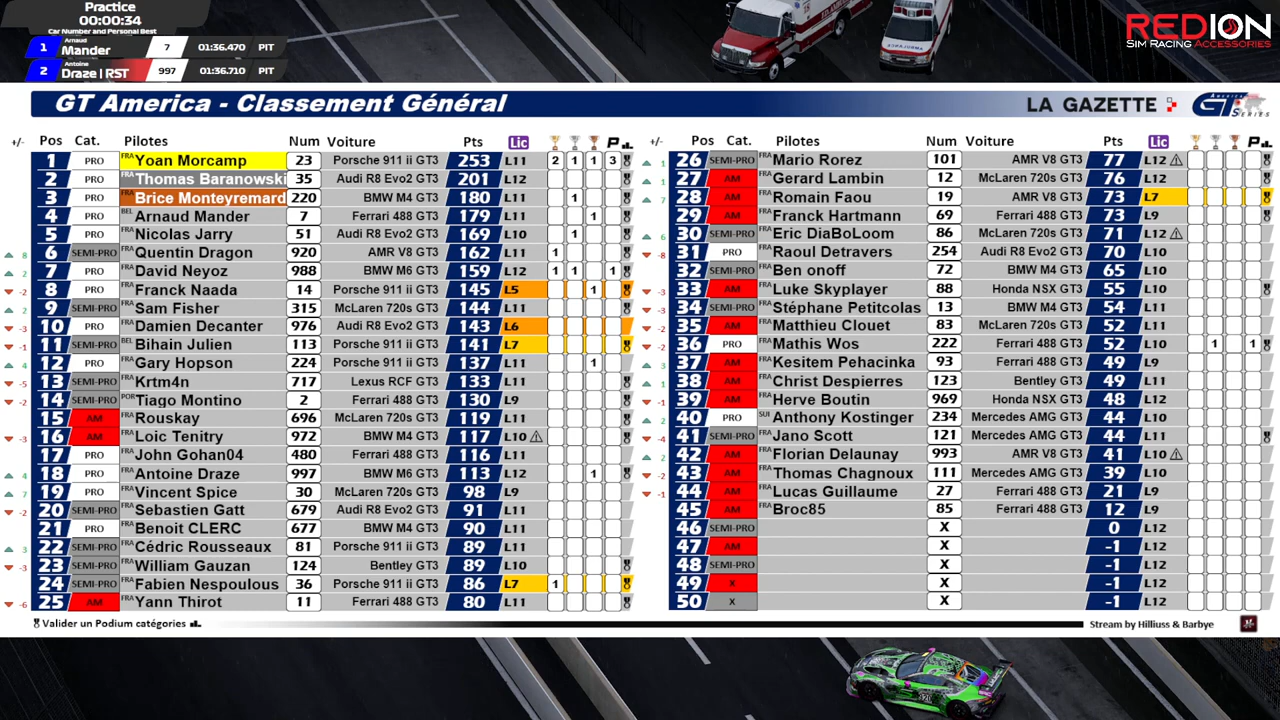 Practice
00:00:34
Car Number and Personal Best
1 Arnaud Mander 7 01:36.470 PIT
2 Antoine Draze | RST 997 01:36.710 PIT
REDION
SIM RACING ACCESSORIES
AMBULANCE
GT America - Classement Général
LA GAZETTE AMERICA GT SERIES
+/- Pos Cat. Pilotes Num Voiture Pts Lic P
1 PRO FRA Yoan Morcamp 23 Porsche 911 ii GT3 253 L11 2 1 1 3
2 PRO FRA Thomas Baranowski 35 Audi R8 Evo2 GT3 201 L12
3 PRO FRA Brice Monteyremard 220 BMW M4 GT3 180 L11 1
4 PRO BEL Arnaud Mander 7 Ferrari 488 GT3 179 L11 1
5 PRO FRA Nicolas Jarry 51 Audi R8 Evo2 GT3 169 L10 1
8 6 SEMI-PRO FRA Quentin Dragon 920 AMR V8 GT3 162 L11 1
2 7 PRO FRA David Neyoz 988 BMW M6 GT3 159 L12 1 1 1
-2 8 PRO FRA Franck Naada 14 Porsche 911 ii GT3 145 L5 1
2 9 SEMI-PRO FRA Sam Fisher 315 McLaren 720s GT3 144 L11
-3 10 PRO FRA Damien Decanter 976 Audi R8 Evo2 GT3 143 L6
-1 11 SEMI-PRO BEL Bihain Julien 113 Porsche 911 ii GT3 141 L7
4 12 PRO FRA Gary Hopson 224 Porsche 911 ii GT3 137 L11 1
-5 13 SEMI-PRO FRA Krtm4n 717 Lexus RCF GT3 133 L11
-2 14 SEMI-PRO POR Tiago Montino 2 Ferrari 488 GT3 130 L9
15 AM FRA Rouskay 696 McLaren 720s GT3 119 L11
-3 16 AM FRA Loic Tenitry 972 BMW M4 GT3 117 L10
17 PRO FRA John Gohan04 480 Ferrari 488 GT3 116 L11
4 18 PRO FRA Antoine Draze 997 BMW M6 GT3 113 L12 1
7 19 PRO FRA Vincent Spice 30 McLaren 720s GT3 98 L9
-2 20 SEMI-PRO FRA Sebastien Gatt 679 Audi R8 Evo2 GT3 91 L11
21 PRO FRA Benoit CLERC 677 BMW M4 GT3 90 L11
3 22 SEMI-PRO FRA Cédric Rousseaux 81 Porsche 911 ii GT3 89 L11
-3 23 SEMI-PRO FRA William Gauzan 124 Bentley GT3 89 L10
24 SEMI-PRO FRA Fabien Nespoulous 36 Porsche 911 ii GT3 86 L7 1
-6 25 AM FRA Yann Thirot 11 Ferrari 488 GT3 80 L11
+/- Pos Cat. Pilotes Num Voiture Pts Lic P
1 26 SEMI-PRO FRA Mario Rorez 101 AMR V8 GT3 77 L12
1 27 AM FRA Gerard Lambin 12 McLaren 720s GT3 76 L12
7 28 AM FRA Romain Faou 19 AMR V8 GT3 73 L7
29 AM FRA Franck Hartmann 69 Ferrari 488 GT3 73 L9
6 30 SEMI-PRO FRA Eric DiaBoLoom 86 McLaren 720s GT3 71 L12
-8 31 PRO FRA Raoul Detravers 254 Audi R8 Evo2 GT3 70 L10
32 SEMI-PRO FRA Ben onoff 72 BMW M4 GT3 65 L10
-3 33 AM FRA Luke Skyplayer 88 Honda NSX GT3 55 L10
-3 34 SEMI-PRO FRA Stéphane Petitcolas 13 BMW M4 GT3 54 L11
-2 35 AM FRA Matthieu Clouet 83 McLaren 720s GT3 52 L11
-2 36 PRO FRA Mathis Wos 222 Ferrari 488 GT3 52 L10 1 1
3 37 AM FRA Kesitem Pehacinka 93 Ferrari 488 GT3 49 L9
1 38 AM FRA Christ Despierres 123 Bentley GT3 49 L11
-1 39 AM FRA Herve Boutin 969 Honda NSX GT3 48 L12
2 40 PRO SUI Anthony Kostinger 234 Mercedes AMG GT3 44 L10
-4 41 SEMI-PRO FRA Jano Scott 121 Mercedes AMG GT3 44 L11
2 42 AM FRA Florian Delaunay 993 AMR V8 GT3 41 L10
-2 43 AM FRA Thomas Chagnoux 111 Mercedes AMG GT3 39 L10
-1 44 AM FRA Lucas Guillaume 27 Ferrari 488 GT3 21 L9
45 AM FRA Broc85 85 Ferrari 488 GT3 12 L9
46 SEMI-PRO X 0 L12
47 AM X -1 L12
48 SEMI-PRO X -1 L12
49 X X -1 L12
50 X X -1 L12
Valider un Podium catégories
Stream by Hilliuss & Barbye